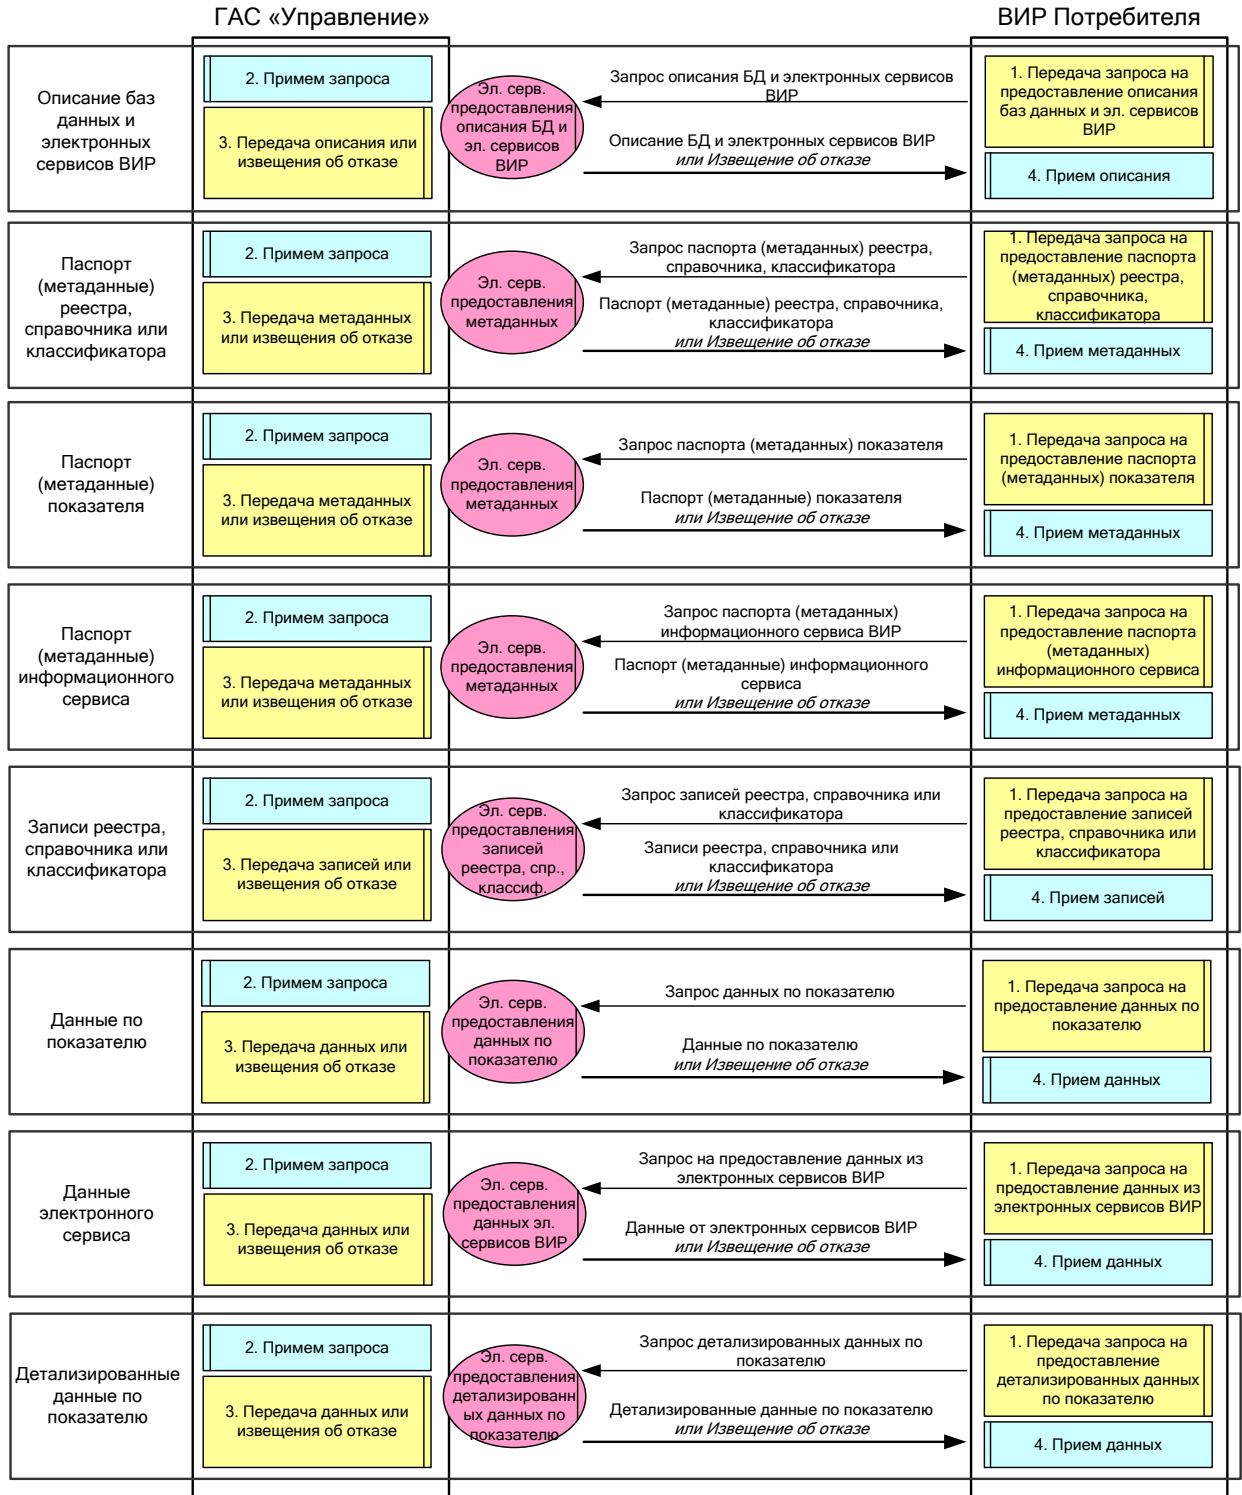 ГАС «Управление»
ВИР Потребителя
Описание баз
данных и
электронных
сервисов ВИР
2. Примем запроса
3. Передача описания или
извещения об отказе
Эл. серв.
предоставления
описания БД и
эл. сервисов
ВИР
Запрос описания БД и электронных сервисов
ВИР
Описание БД и электронных сервисов ВИР
или Извещение об отказе
1. Передача запроса на
предоставление описания
баз данных и эл. сервисов
ВИР
4. Прием описания
Паспорт
(метаданные)
реестра,
справочника или
классификатора
2. Примем запроса
3. Передача метаданных
или извещения об отказе
Эл. серв.
предоставления
метаданных
Запрос паспорта (метаданных) реестра,
справочника, классификатора
Паспорт (метаданные) реестра, справочника,
классификатора
или Извещение об отказе
1. Передача запроса на
предоставление паспорта
(метаданных) реестра,
справочника,
классификатора
4. Прием метаданных
Паспорт
(метаданные)
показателя
2. Примем запроса
3. Передача метаданных
или извещения об отказе
Эл. серв.
предоставления
метаданных
Запрос паспорта (метаданных) показателя
Паспорт (метаданные) показателя
или Извещение об отказе
1. Передача запроса на
предоставление паспорта
(метаданных) показателя
4. Прием метаданных
Паспорт
(метаданные)
информационного
сервиса
2. Примем запроса
3. Передача метаданных
или извещения об отказе
Эл. серв.
предоставления
метаданных
Запрос паспорта (метаданных)
информационного сервиса ВИР
Паспорт (метаданные) информационного
сервиса
или Извещение об отказе
1. Передача запроса на
предоставление паспорта
(метаданных)
информационного сервиса
4. Прием метаданных
Записи реестра,
справочника или
классификатора
2. Примем запроса
3. Передача записей или
извещения об отказе
Эл. серв.
предоставления
записей
реестра, спр.,
классиф.
Запрос записей реестра, справочника или
классификатора
Записи реестра, справочника или
классификатора
или Извещение об отказе
1. Передача запроса на
предоставление записей
реестра, справочника или
классификатора
4. Прием записей
Данные по
показателю
2. Примем запроса
3. Передача данных или
извещения об отказе
Эл. серв.
предоставления
данных по
показателю
Запрос данных по показателю
Данные по показателю
или Извещение об отказе
1. Передача запроса на
предоставление данных по
показателю
4. Прием данных
Данные
электронного
сервиса
2. Примем запроса
3. Передача данных или
извещения об отказе
Эл. серв.
предоставления
данных эл.
сервисов ВИР
Запрос на предоставление данных из
электронных сервисов ВИР
Данные от электронных сервисов ВИР
или Извещение об отказе
1. Передача запроса на
предоставление данных из
электронных сервисов ВИР
4. Прием данных
Детализированные
данные по
показателю
2. Примем запроса
3. Передача данных или
извещения об отказе
Эл. серв.
предоставления
детализированн
ых данных по
показателю
Запрос детализированных данных по
показателю
Детализированные данные по показателю
или Извещение об отказе
1. Передача запроса на
предоставление
детализированных данных
по показателю
4. Прием данных